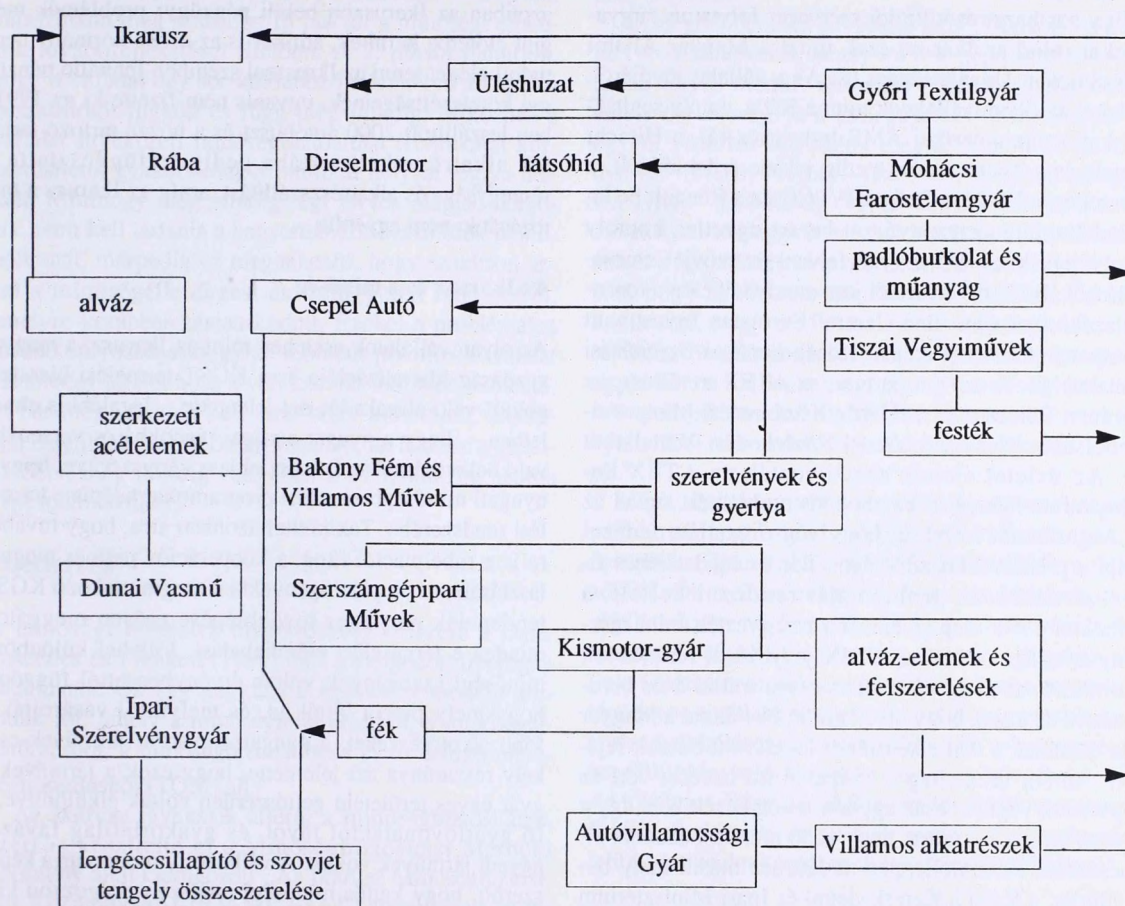 Ikarusz
Üléshuzat
Győri Textilgyár
Rába
Dieselmotor
hátsóhíd
Mohácsi
Farostelemgyár
padlóburkolat és
műanyag
alváz
Csepel Autó
Tiszai Vegyiművek
szerkezeti
acélelemek
festék
Bakony Fém és
Villamos Művek
szerelvények és
gyertya
Dunai Vasmű
Szerszámgépipari
Művek
Kismotor-gyár
alváz-elemek és
-felszerelések
Ipari
Szerelvénygyár
fék
Autóvillamossági
Gyár
Villamos alkatrészek
lengéscsillapító és szovjet
tengely összeszerelése